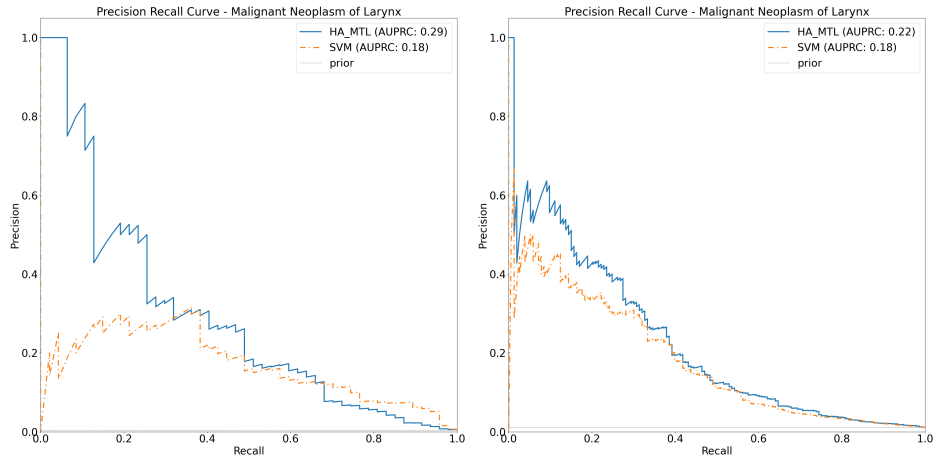 Precision Recall Curve - Malignant Neoplasm of Larynx
HA_MTL (AUPRC: 0.29)
SVM (AUPRC: 0.18)
prior
1.0
0.8
0.6
0.4
0.2
0.0
Precision
0.0 0.2 0.4 0.6 0.8 1.0
Recall
Precision Recall Curve - Malignant Neoplasm of Larynx
HA_MTL (AUPRC: 0.22)
SVM (AUPRC: 0.18)
prior
1.0
0.8
0.6
0.4
0.2
0.0
Precision
0.0 0.2 0.4 0.6 0.8 1.0
Recall